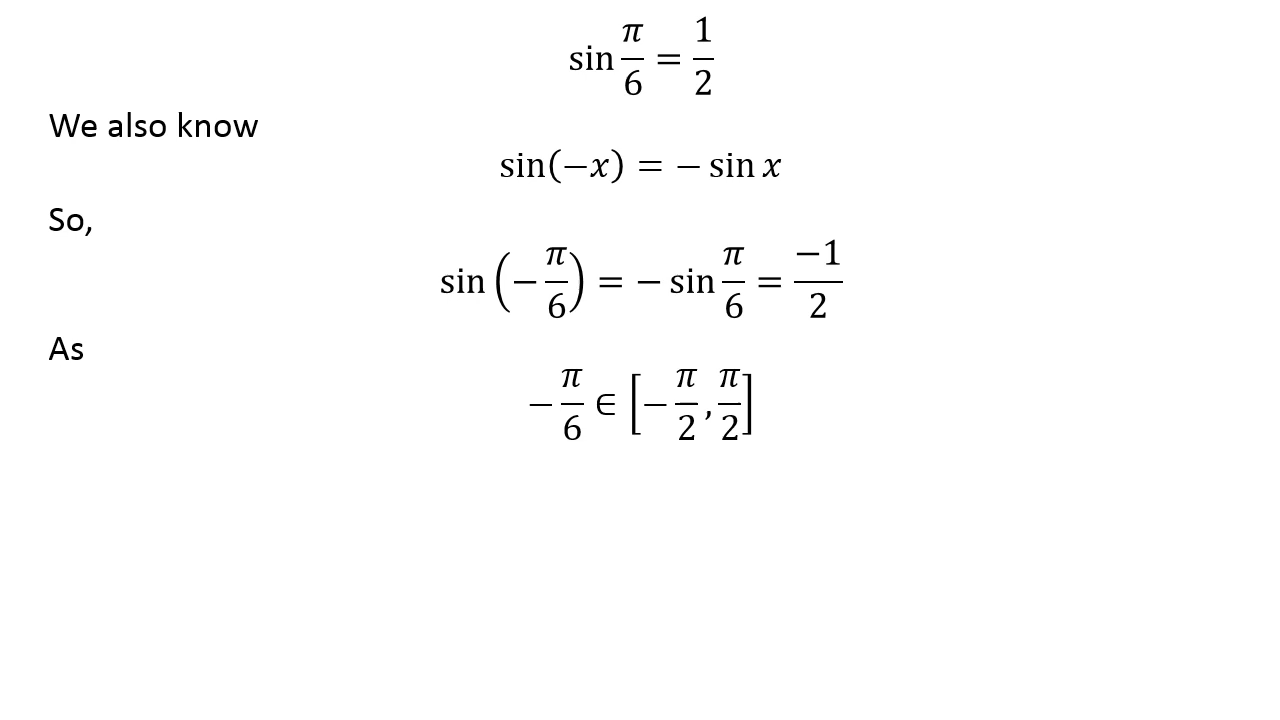 sin π/6 = 1/2
We also know
sin(−x) = − sin x
So,
sin (−π/6) = − sin π/6 = −1/2
As
−π/6 ∈ [−π/2, π/2]